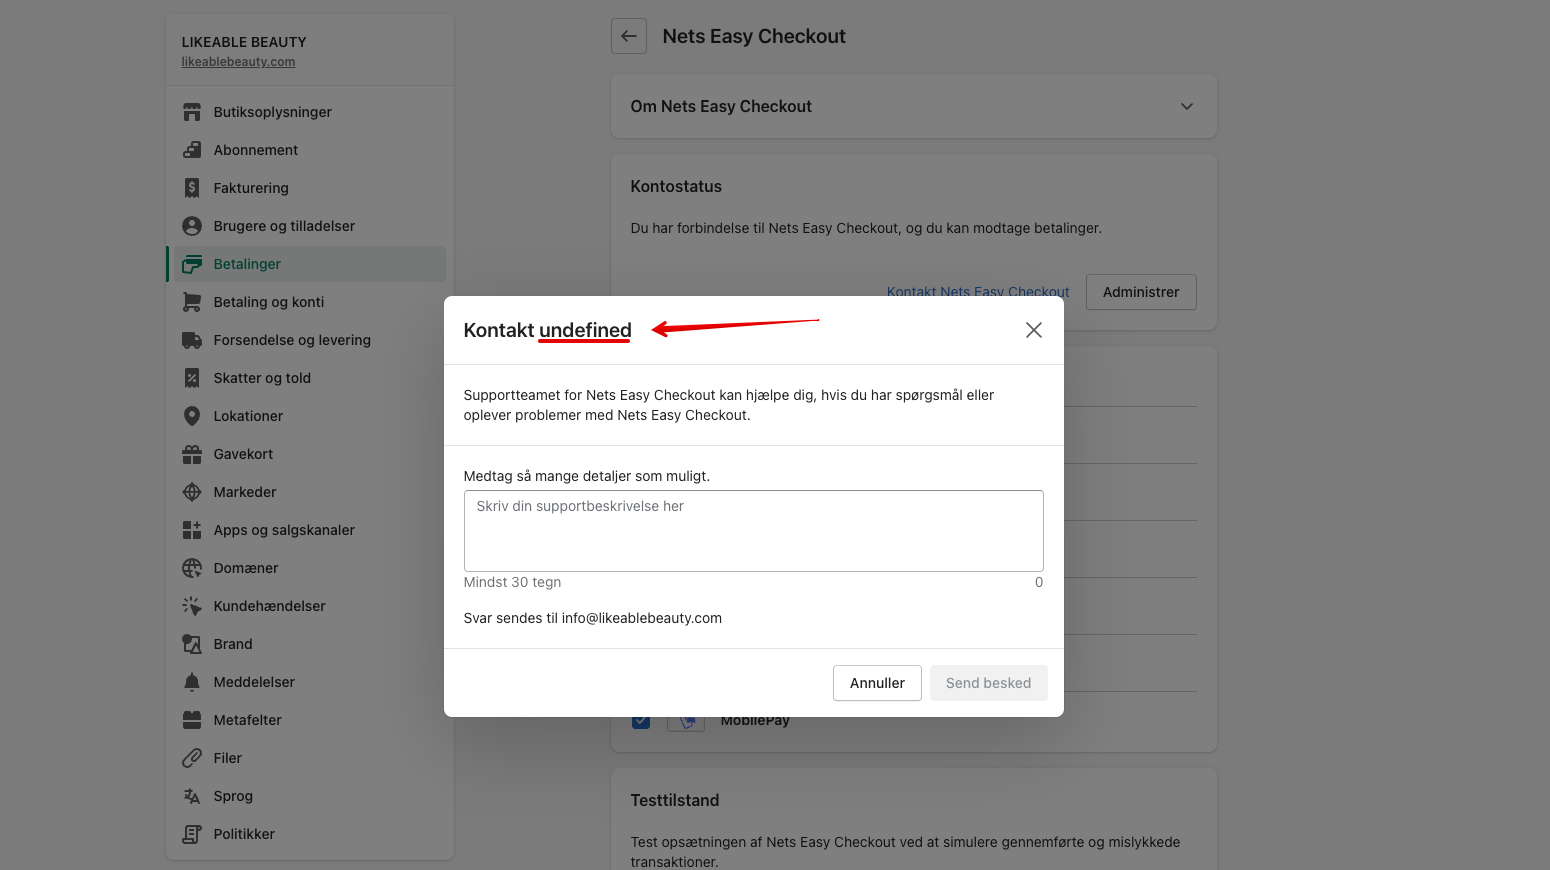 LIKEABLE BEAUTY
likeablebeauty.com
Butiksoplysninger
Abonnement
Fakturering
Brugere og tilladelser
Betalinger
Betaling og konti
Forsendelse og levering
Skatter og told
Lokationer
Gavekort
Markeder
Apps og salgskanaler
Domæner
Kundehændelser
Brand
Meddelelser
Metafelter
Filer
Sprog
Politikker
Nets Easy Checkout
Om Nets Easy Checkout
Kontostatus
Du har forbindelse til Nets Easy Checkout, og du kan modtage betalinger.
Kontakt Nets Easy Checkout
Administrer
Kontakt undefined
Supportteamet for Nets Easy Checkout kan hjælpe dig, hvis du har spørgsmål eller
oplever problemer med Nets Easy Checkout.
Medtag så mange detaljer som muligt.
Skriv din supportbeskrivelse her
Mindst 30 tegn
0
Svar sendes til info@likeablebeauty.com
Annuller
Send besked
MobilePay
Testtilstand
Test opsætningen af Nets Easy Checkout ved at simulere gennemførte og mislykkede
transaktioner.